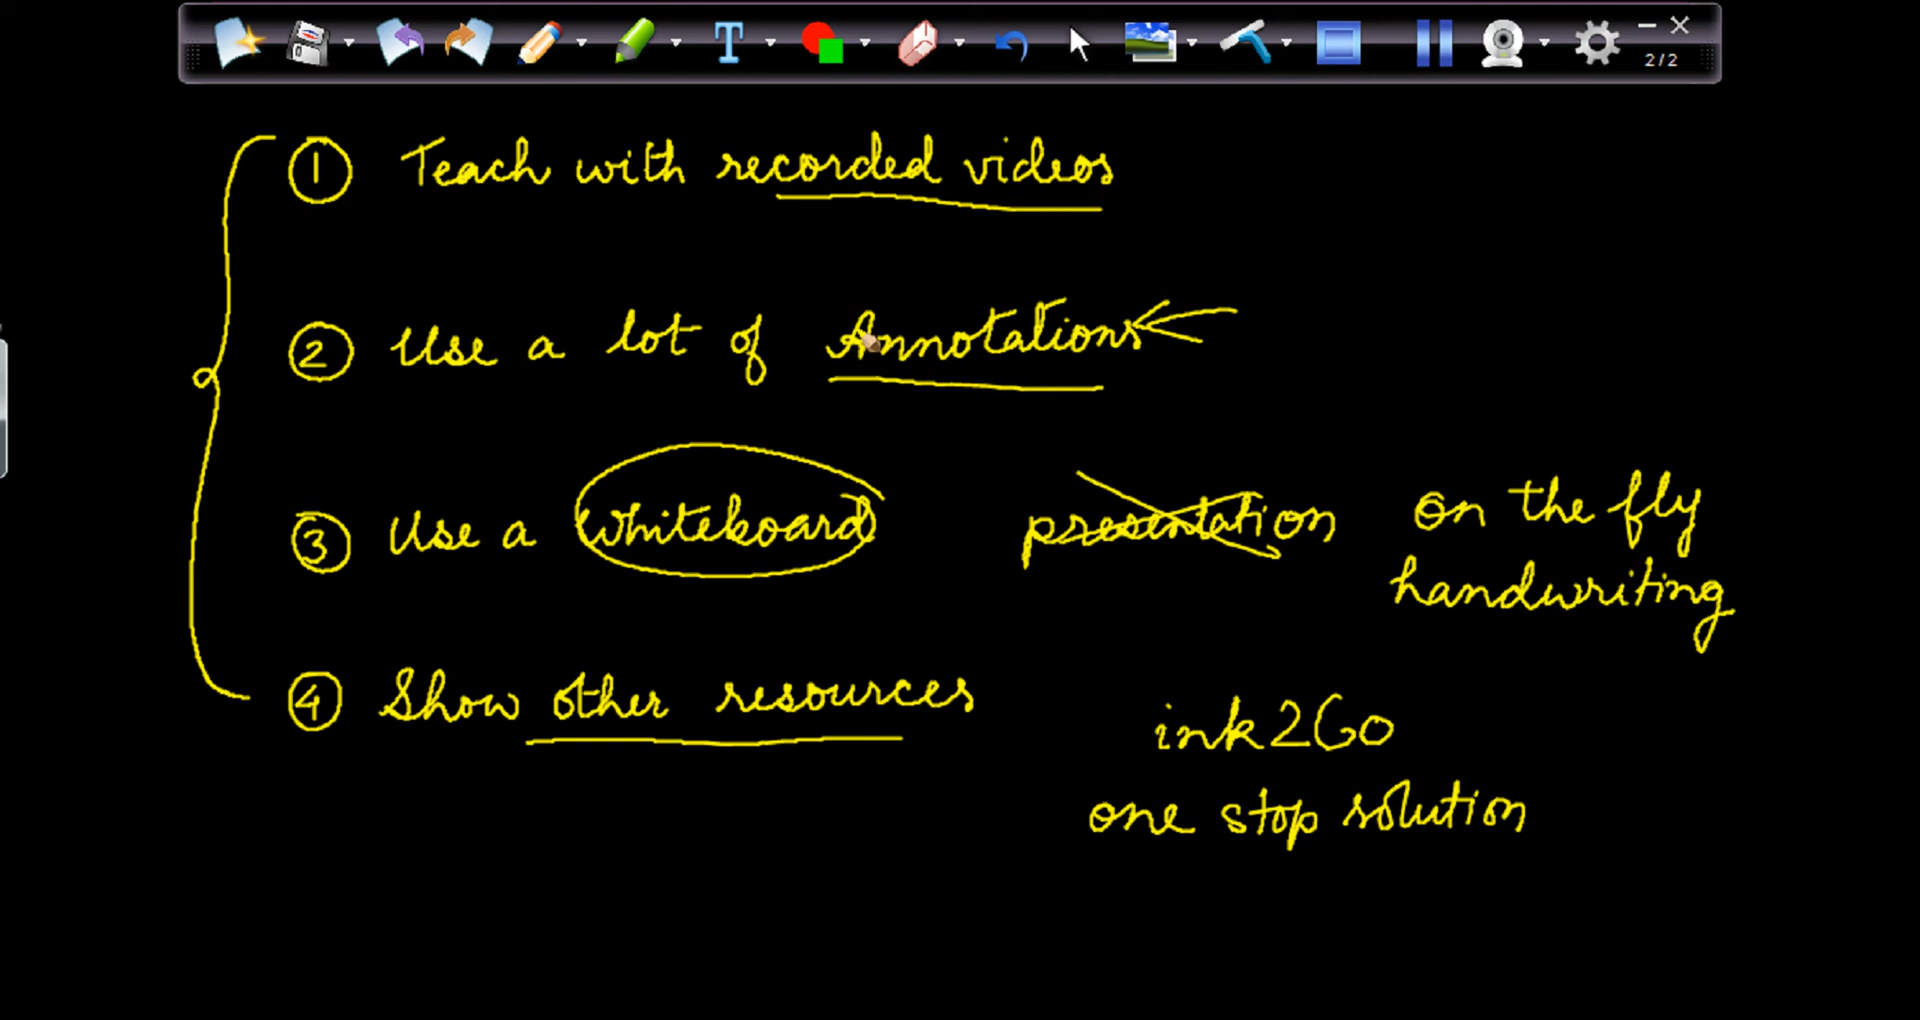 2/2
① Teach with recorded videos
② Use a lot of Annotations
③ Use a whiteboard presentation on the fly
handwriting
④ Show other resources
ink2Go
one stop solution